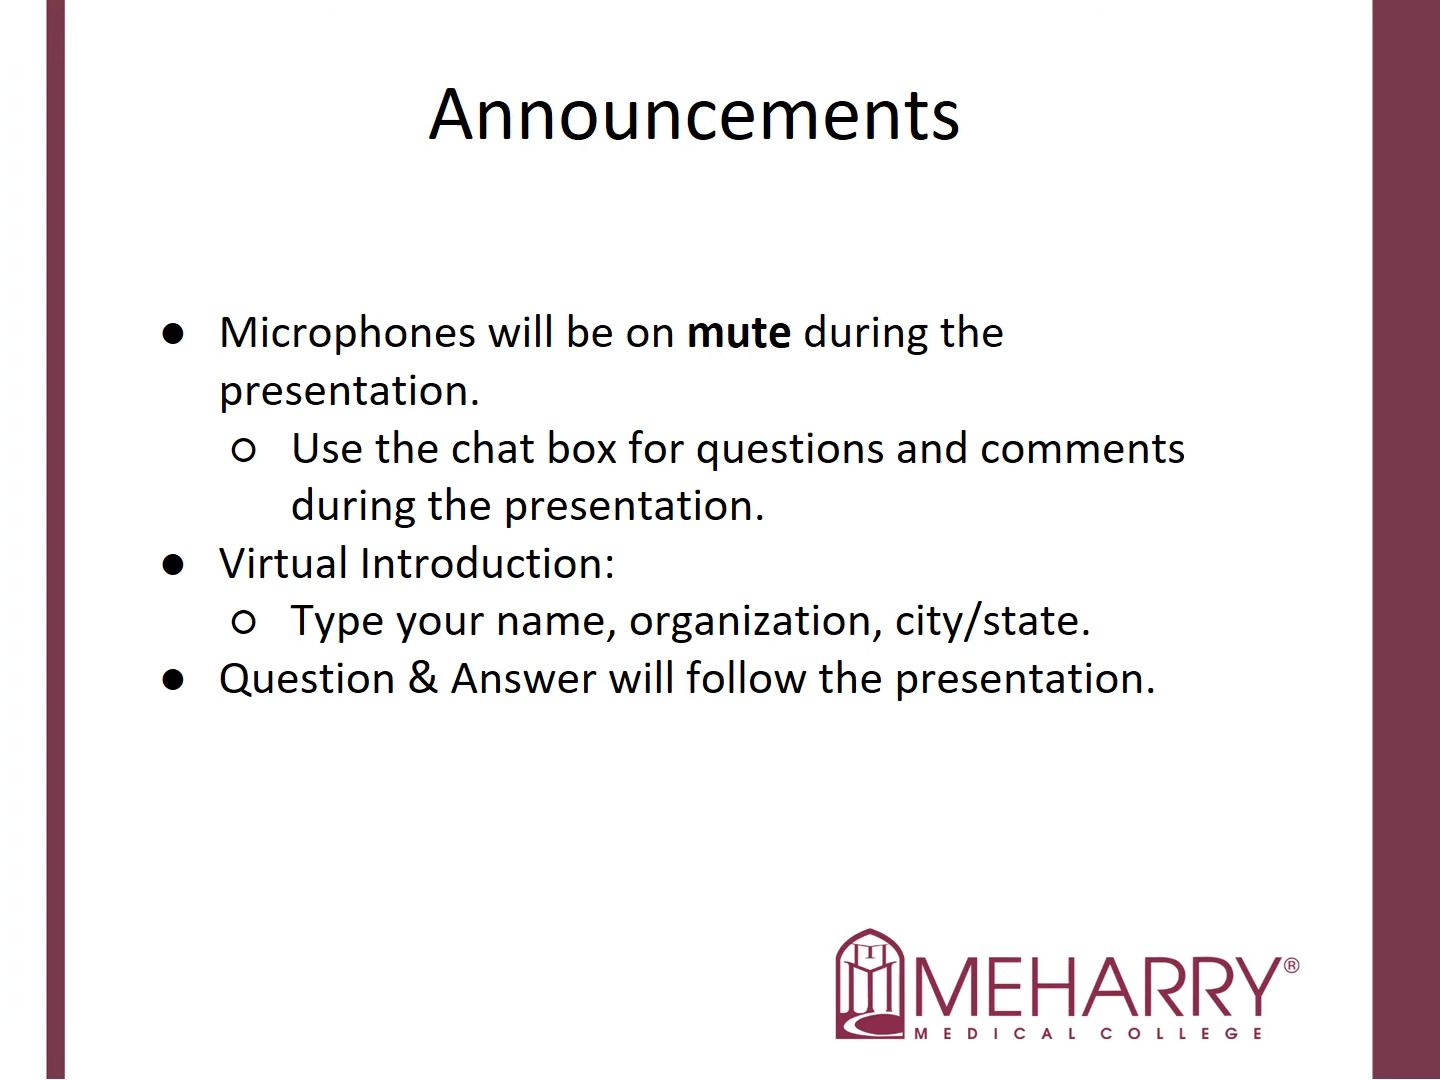 Announcements
● Microphones will be on mute during the
presentation.
○ Use the chat box for questions and comments
during the presentation.
● Virtual Introduction:
○ Type your name, organization, city/state.
● Question & Answer will follow the presentation.
MEHARRY®
MEDICAL COLLEGE